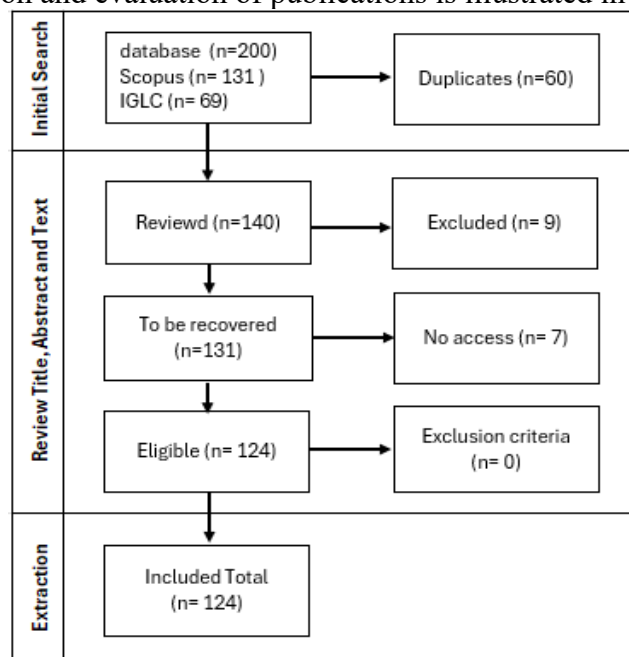 on and evaluation of publications is illustrated in
Initial Search
database (n=200)
Scopus (n= 131 )
IGLC (n= 69)
Duplicates (n=60)
Review Title, Abstract and Text
Reviewd (n=140)
Excluded (n= 9)
To be recovered
(n=131)
No access (n= 7)
Eligible (n= 124)
Exclusion criteria
(n= 0)
Extraction
Included Total
(n= 124)